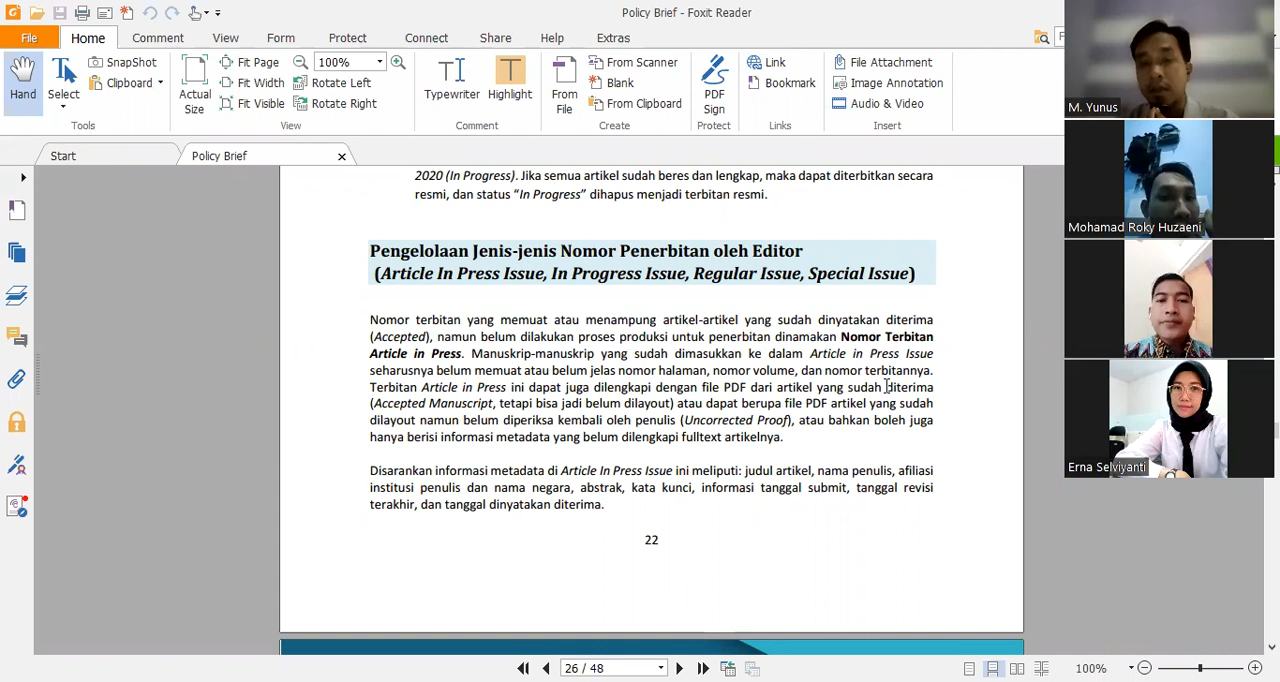 Policy Brief - Foxit Reader
File Home Comment View Form Protect Connect Share Help Extras
Hand
Select
SnapShot
Clipboard
Tools
Actual Size
Fit Page
Fit Width
Fit Visible
100%
Rotate Left
Rotate Right
View
Typewriter
Highlight
Comment
From File
From Scanner
Blank
From Clipboard
Create
PDF Sign
Protect
Link
Bookmark
Links
File Attachment
Image Annotation
Audio & Video
Insert
Start
Policy Brief
2020 (In Progress). Jika semua artikel sudah beres dan lengkap, maka dapat diterbitkan secara
resmi, dan status “In Progress” dihapus menjadi terbitan resmi.
Pengelolaan Jenis-jenis Nomor Penerbitan oleh Editor
(Article In Press Issue, In Progress Issue, Regular Issue, Special Issue)
Nomor terbitan yang memuat atau menampung artikel-artikel yang sudah dinyatakan diterima
(Accepted), namun belum dilakukan proses produksi untuk penerbitan dinamakan Nomor Terbitan
Article in Press. Manuskrip-manuskrip yang sudah dimasukkan ke dalam Article in Press Issue
seharusnya belum memuat atau belum jelas nomor halaman, nomor volume, dan nomor terbitannya.
Terbitan Article in Press ini dapat juga dilengkapi dengan file PDF dari artikel yang sudah diterima
(Accepted Manuscript, tetapi bisa jadi belum dilayout) atau dapat berupa file PDF artikel yang sudah
dilayout namun belum diperiksa kembali oleh penulis (Uncorrected Proof), atau bahkan boleh juga
hanya berisi informasi metadata yang belum dilengkapi fulltext artikelnya.
Disarankan informasi metadata di Article In Press Issue ini meliputi: judul artikel, nama penulis, afiliasi
institusi penulis dan nama negara, abstrak, kata kunci, informasi tanggal submit, tanggal revisi
terakhir, dan tanggal dinyatakan diterima.
22
26 / 48
100%
M. Yunus
Mohamad Roky Huzaeni
Erna Selviyanti